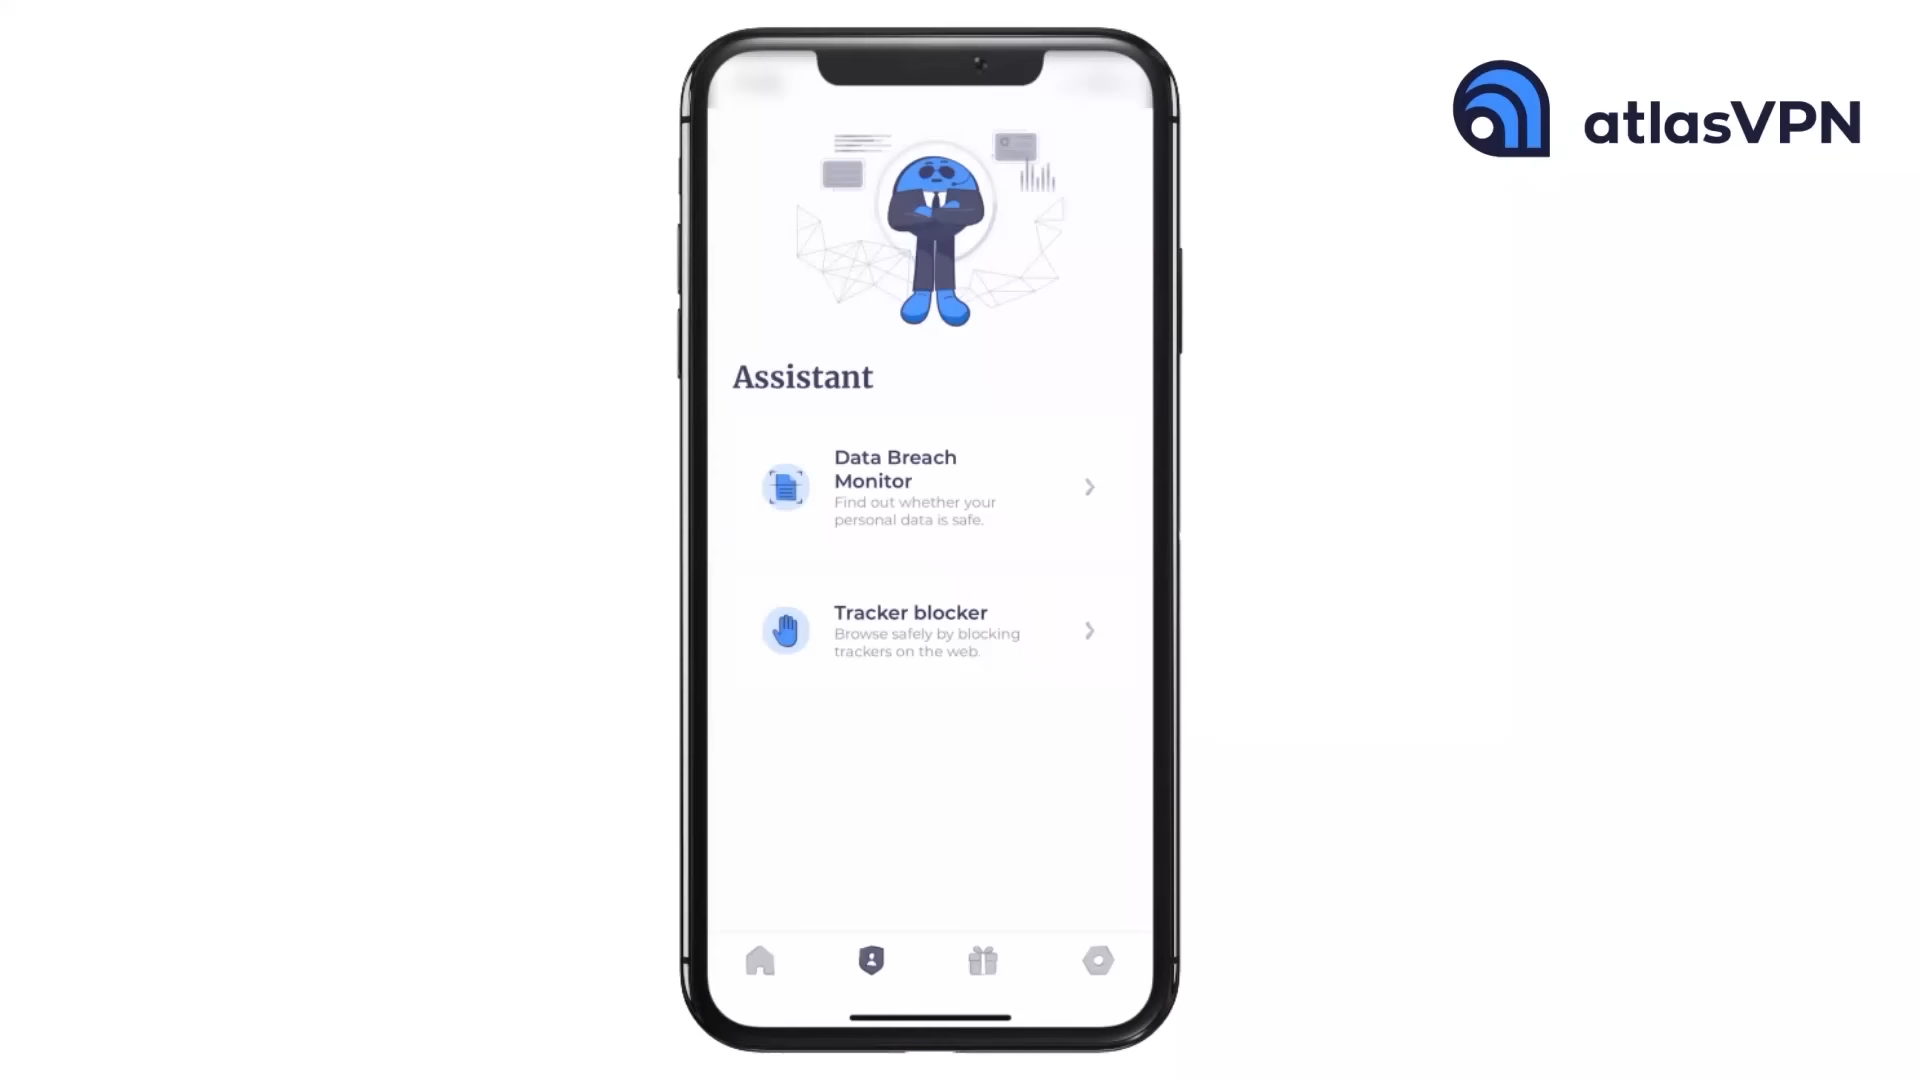 atlasVPN
Assistant
Data Breach
Monitor
Find out whether your
personal data is safe.
Tracker blocker
Browse safely by blocking
trackers on the web.